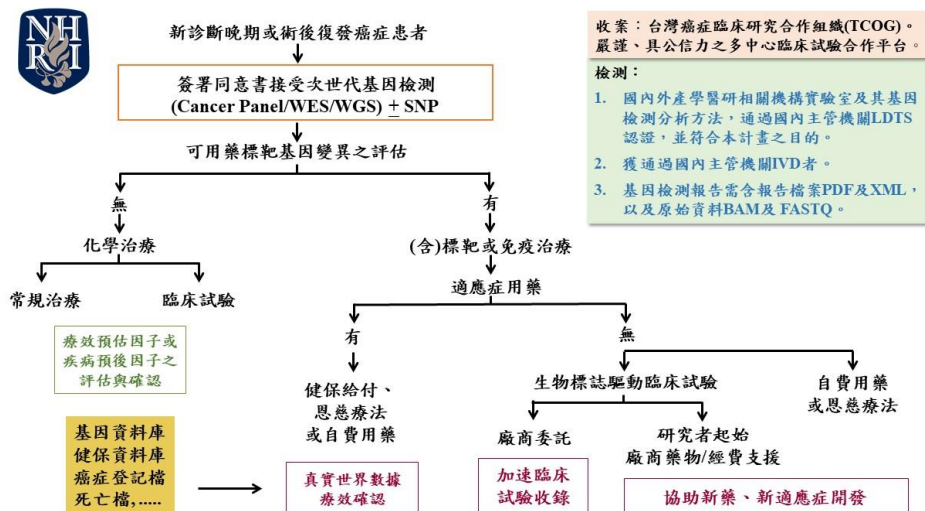 NH
RI
新診斷晚期或術後復發癌症患者
簽署同意書接受次世代基因檢測
(Cancer Panel/WES/WGS) ± SNP
可用藥標靶基因變異之評估
無
有
化學治療
(含)標靶或免疫治療
常規治療
臨床試驗
適應症用藥
療效預估因子或
疾病預後因子之
評估與確認
有
無
健保給付、
恩慈療法
或自費用藥
生物標誌驅動臨床試驗
自費用藥
或恩慈療法
廠商委託
研究者起始
廠商藥物/經費支援
基因資料庫
健保資料庫
癌症登記檔
死亡檔,.....
真實世界數據
療效確認
加速臨床
試驗收錄
協助新藥、新適應症開發
收案：台灣癌症臨床研究合作組織(TCOG)。
嚴謹、具公信力之多中心臨床試驗合作平台。
檢測：
1. 國內外產學醫研相關機構實驗室及其基因
檢測分析方法，通過國內主管機關LDTS
認證，並符合本計畫之目的。
2. 獲通過國內主管機關IVD者。
3. 基因檢測報告需含報告檔案PDF及XML，
以及原始資料BAM及 FASTQ。